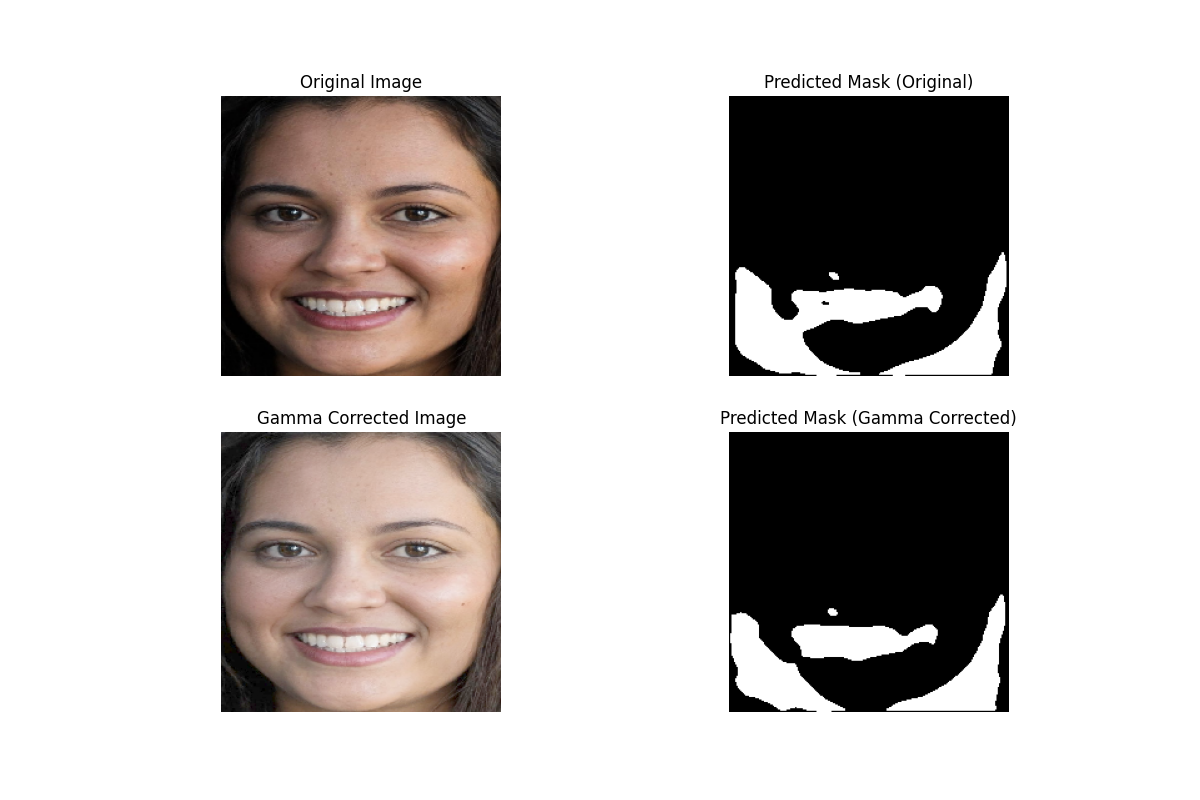 Original Image
Predicted Mask (Original)
Gamma Corrected Image
Predicted Mask (Gamma Corrected)